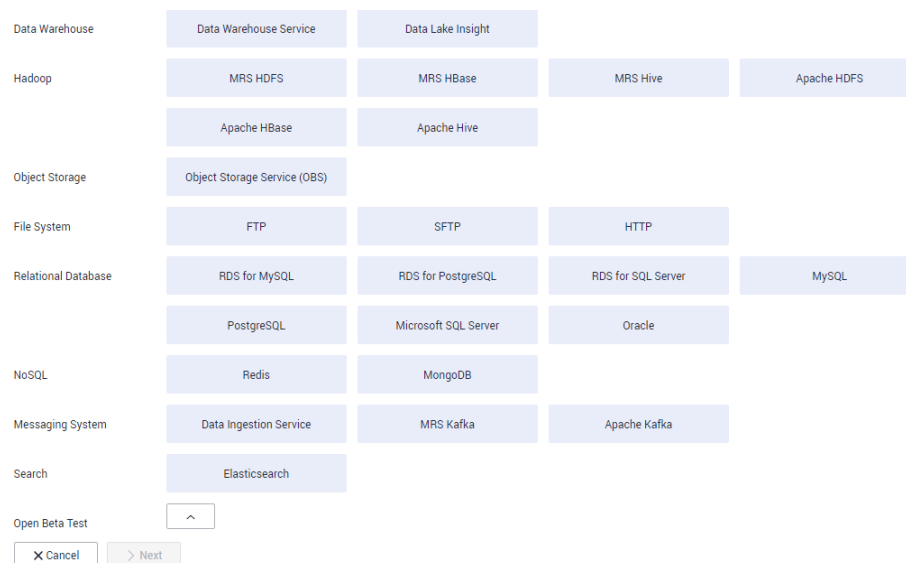 Data Warehouse Data Warehouse Service Data Lake Insight
Hadoop MRS HDFS MRS HBase MRS Hive Apache HDFS
Apache HBase Apache Hive
Object Storage Object Storage Service (OBS)
File System FTP SFTP HTTP
Relational Database RDS for MySQL RDS for PostgreSQL RDS for SQL Server MySQL
PostgreSQL Microsoft SQL Server Oracle
NoSQL Redis MongoDB
Messaging System Data Ingestion Service MRS Kafka Apache Kafka
Search Elasticsearch
Open Beta Test
Cancel Next